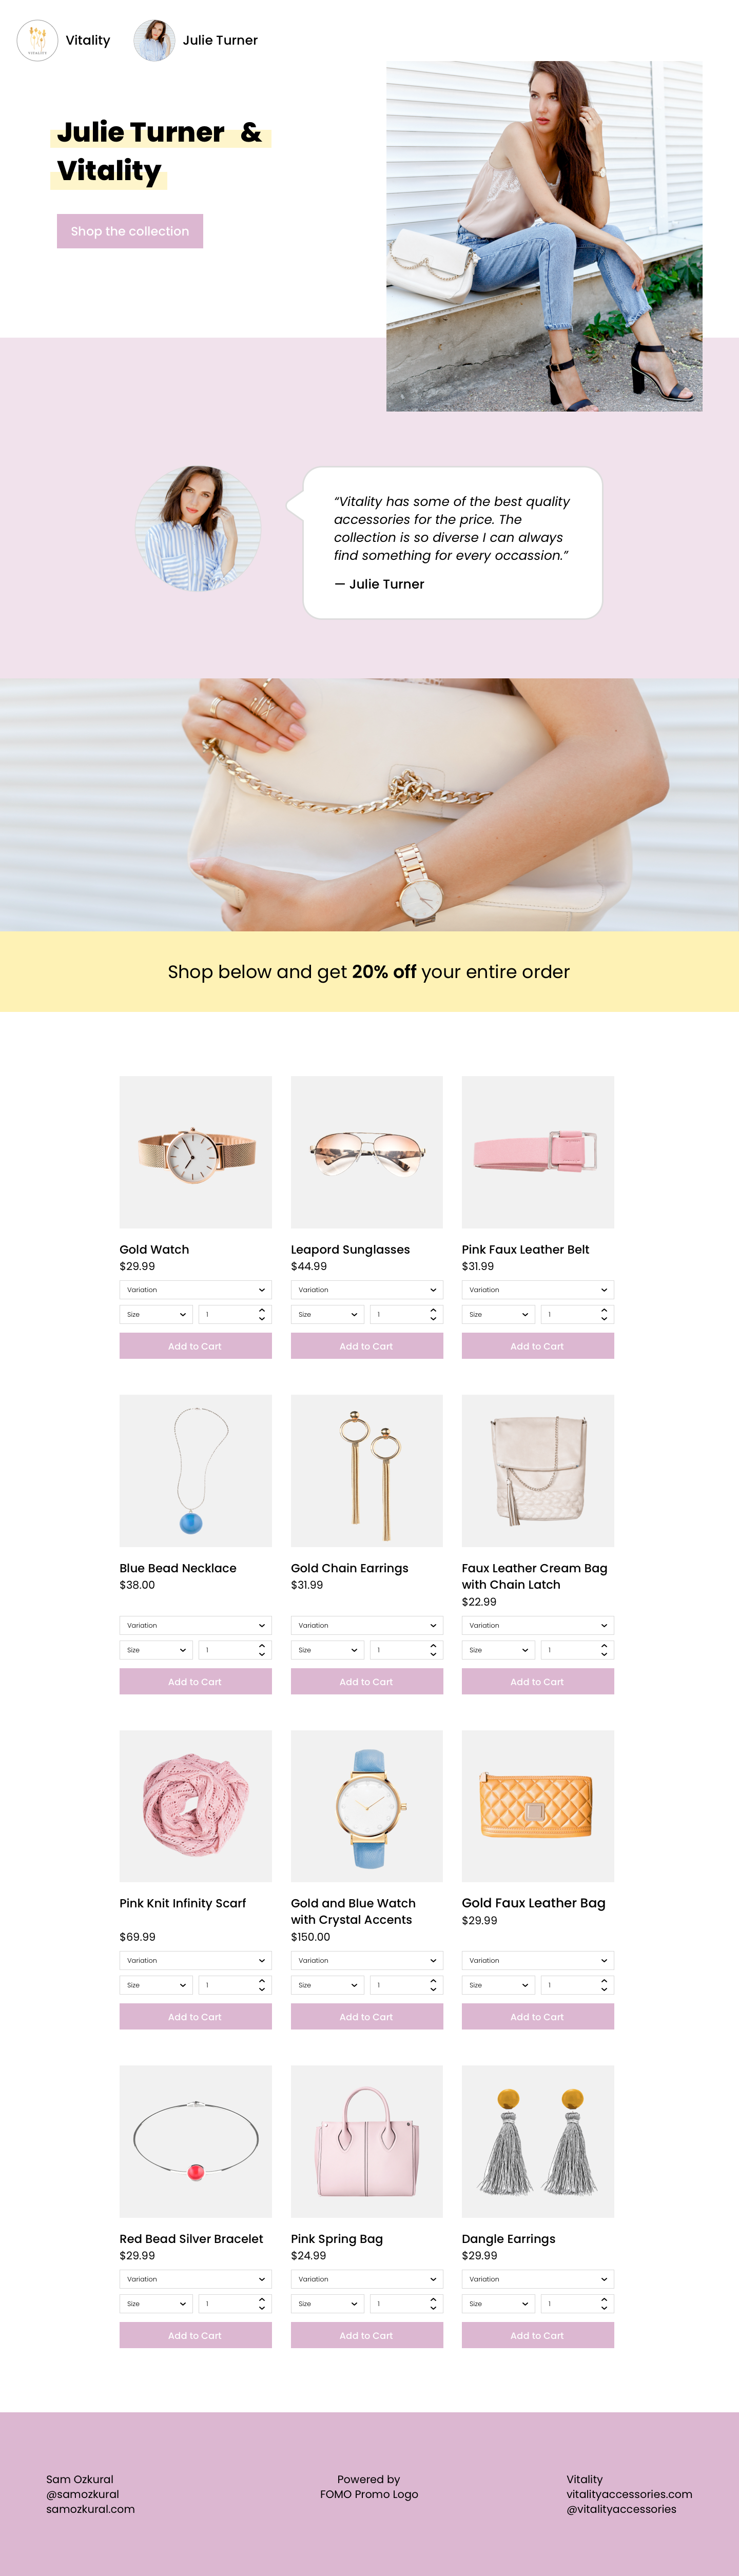 Vitality
Julie Turner
VITALITY
Julie Turner &
Vitality
Shop the collection
“Vitality has some of the best quality
accessories for the price. The
collection is so diverse I can always
find something for every occassion.”
— Julie Turner
Shop below and get 20% off your entire order
Gold Watch
$29.99
Variation
Size
1
Add to Cart
Leapord Sunglasses
$44.99
Variation
Size
1
Add to Cart
Pink Faux Leather Belt
$31.99
Variation
Size
1
Add to Cart
Blue Bead Necklace
$38.00
Variation
Size
1
Add to Cart
Gold Chain Earrings
$31.99
Variation
Size
1
Add to Cart
Faux Leather Cream Bag
with Chain Latch
$22.99
Variation
Size
1
Add to Cart
Pink Knit Infinity Scarf
$69.99
Variation
Size
1
Add to Cart
Gold and Blue Watch
with Crystal Accents
$150.00
Variation
Size
1
Add to Cart
Gold Faux Leather Bag
$29.99
Variation
Size
1
Add to Cart
Red Bead Silver Bracelet
$29.99
Variation
Size
1
Add to Cart
Pink Spring Bag
$24.99
Variation
Size
1
Add to Cart
Dangle Earrings
$29.99
Variation
Size
1
Add to Cart
Sam Ozkural
@samozkural
samozkural.com
Powered by
FOMO Promo Logo
Vitality
vitalityaccessories.com
@vitalityaccessories